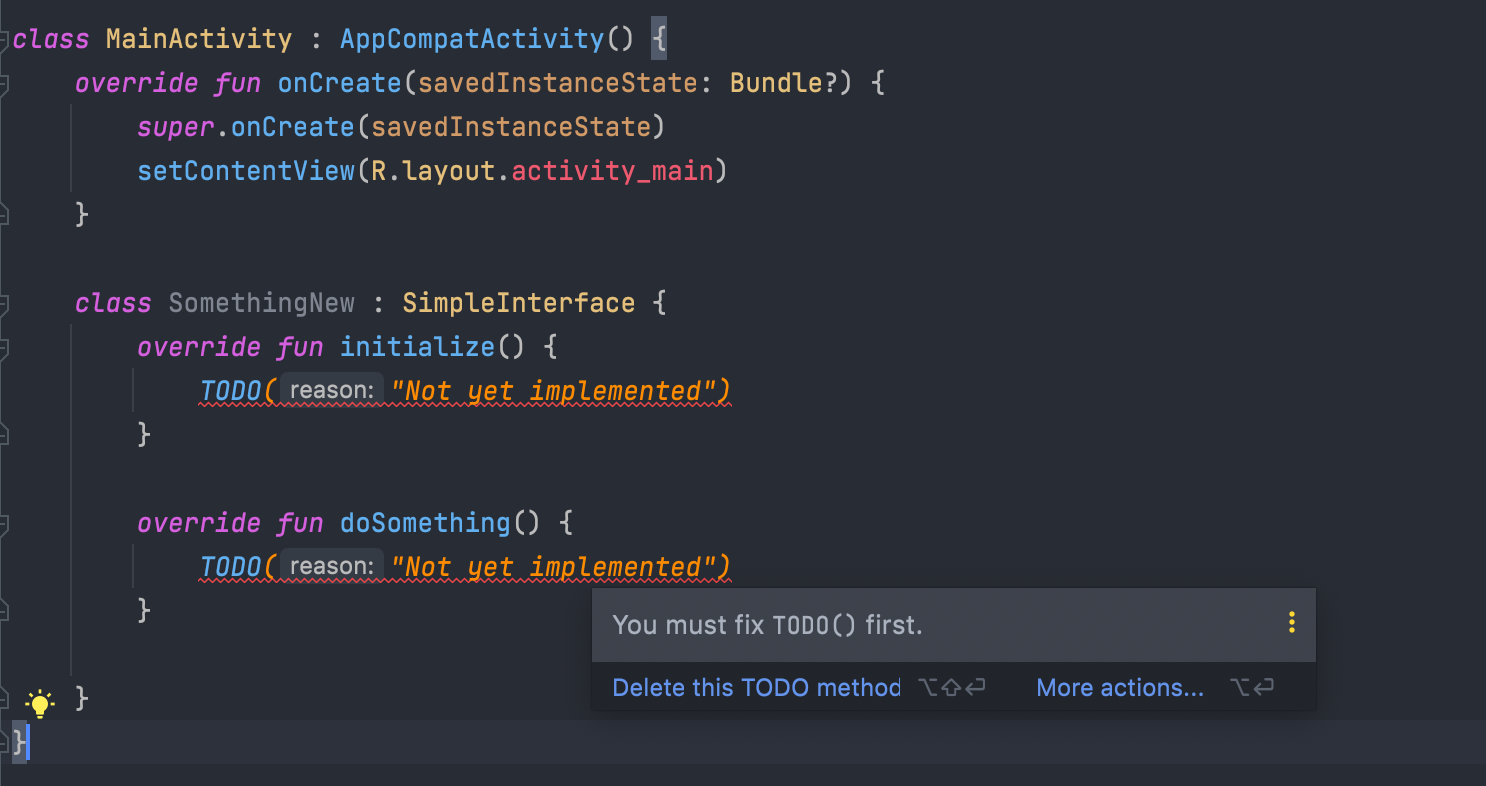 class MainActivity : AppCompatActivity() {
    override fun onCreate(savedInstanceState: Bundle?) {
        super.onCreate(savedInstanceState)
        setContentView(R.layout.activity_main)
    }
    class SomethingNew : SimpleInterface {
        override fun initialize() {
            TODO( reason: "Not yet implemented")
        }
        override fun doSomething() {
            TODO( reason: "Not yet implemented")
        }
You must fix TODO() first.
Delete this TODO method ⌥⇧⏎ More actions... ⌥⏎
    }
}